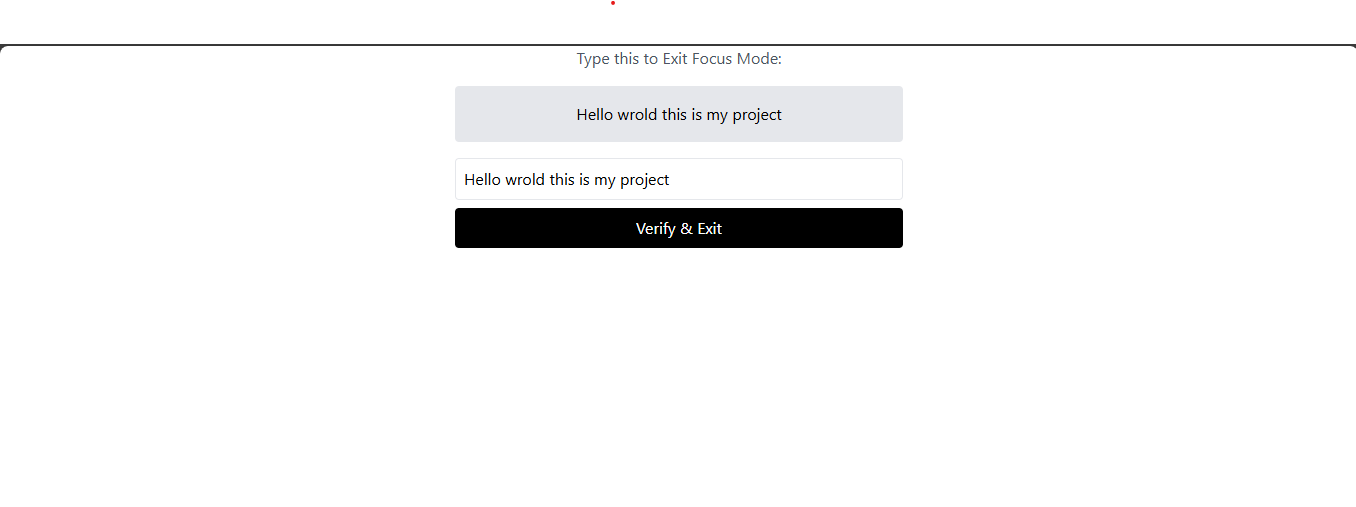 Type this to Exit Focus Mode:
Hello wrold this is my project
Hello wrold this is my project
Verify & Exit